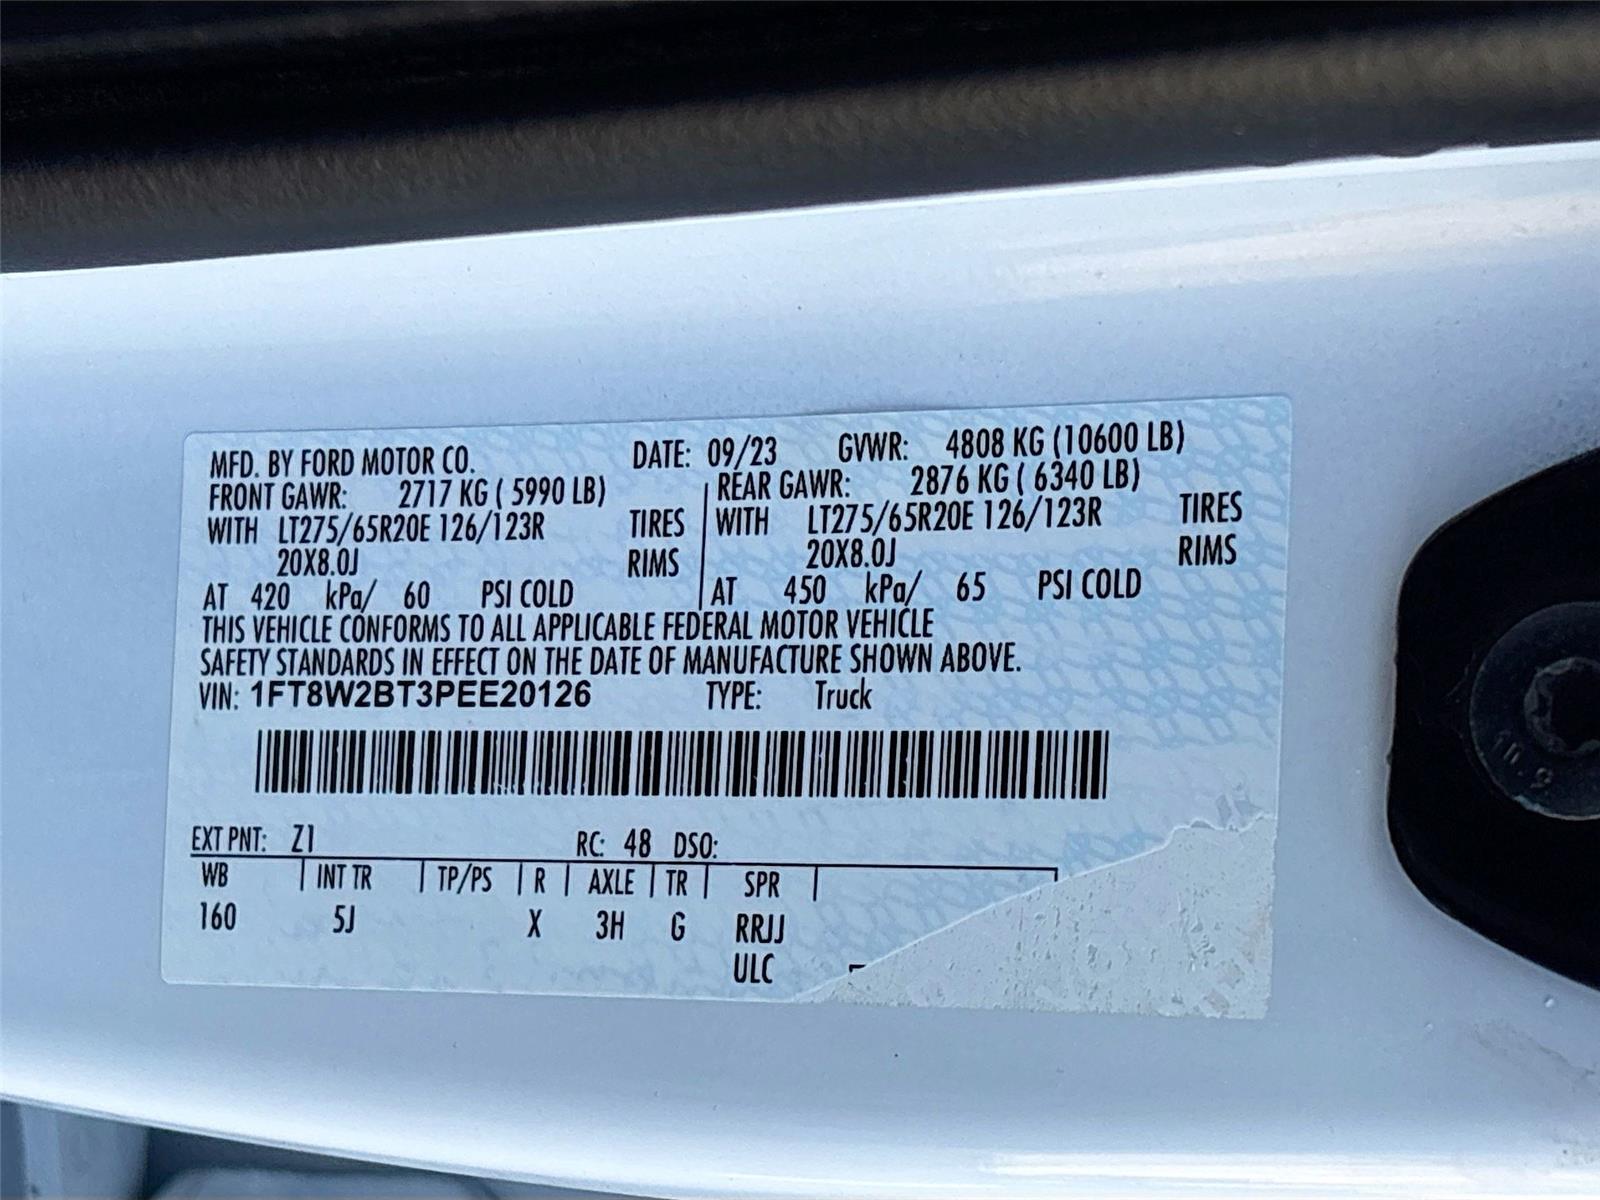 MFD. BY FORD MOTOR CO. DATE: 09/23 GVWR: 4808 KG (10600 LB)
FRONT GAWR: 2717 KG ( 5990 LB) REAR GAWR: 2876 KG ( 6340 LB)
WITH LT275/65R20E 126/123R TIRES WITH LT275/65R20E 126/123R TIRES
20X8.0J RIMS 20X8.0J RIMS
AT 420 kPa/ 60 PSI COLD AT 450 kPa/ 65 PSI COLD
THIS VEHICLE CONFORMS TO ALL APPLICABLE FEDERAL MOTOR VEHICLE
SAFETY STANDARDS IN EFFECT ON THE DATE OF MANUFACTURE SHOWN ABOVE.
VIN: 1FT8W2BT3PEE20126 TYPE: Truck
EXT PNT: Z1 RC: 48 DSO:
WB INT TR TP/PS R AXLE TR SPR
160 5J X 3H G RRJJ
ULC